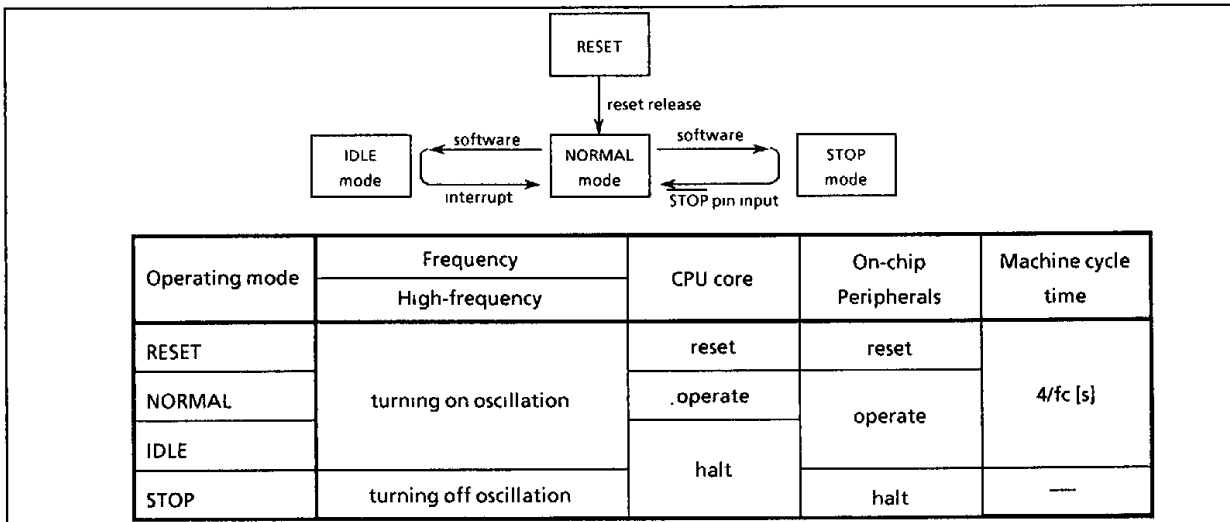 RESET
reset release
software
software
IDLE
mode
NORMAL
mode
STOP
mode
interrupt
STOP pin input
Operating mode
Frequency
High-frequency
CPU core
On-chip
Peripherals
Machine cycle
time
RESET
turning on oscillation
reset
reset
4/fc [s]
NORMAL
operate
operate
IDLE
halt
STOP
turning off oscillation
halt
—